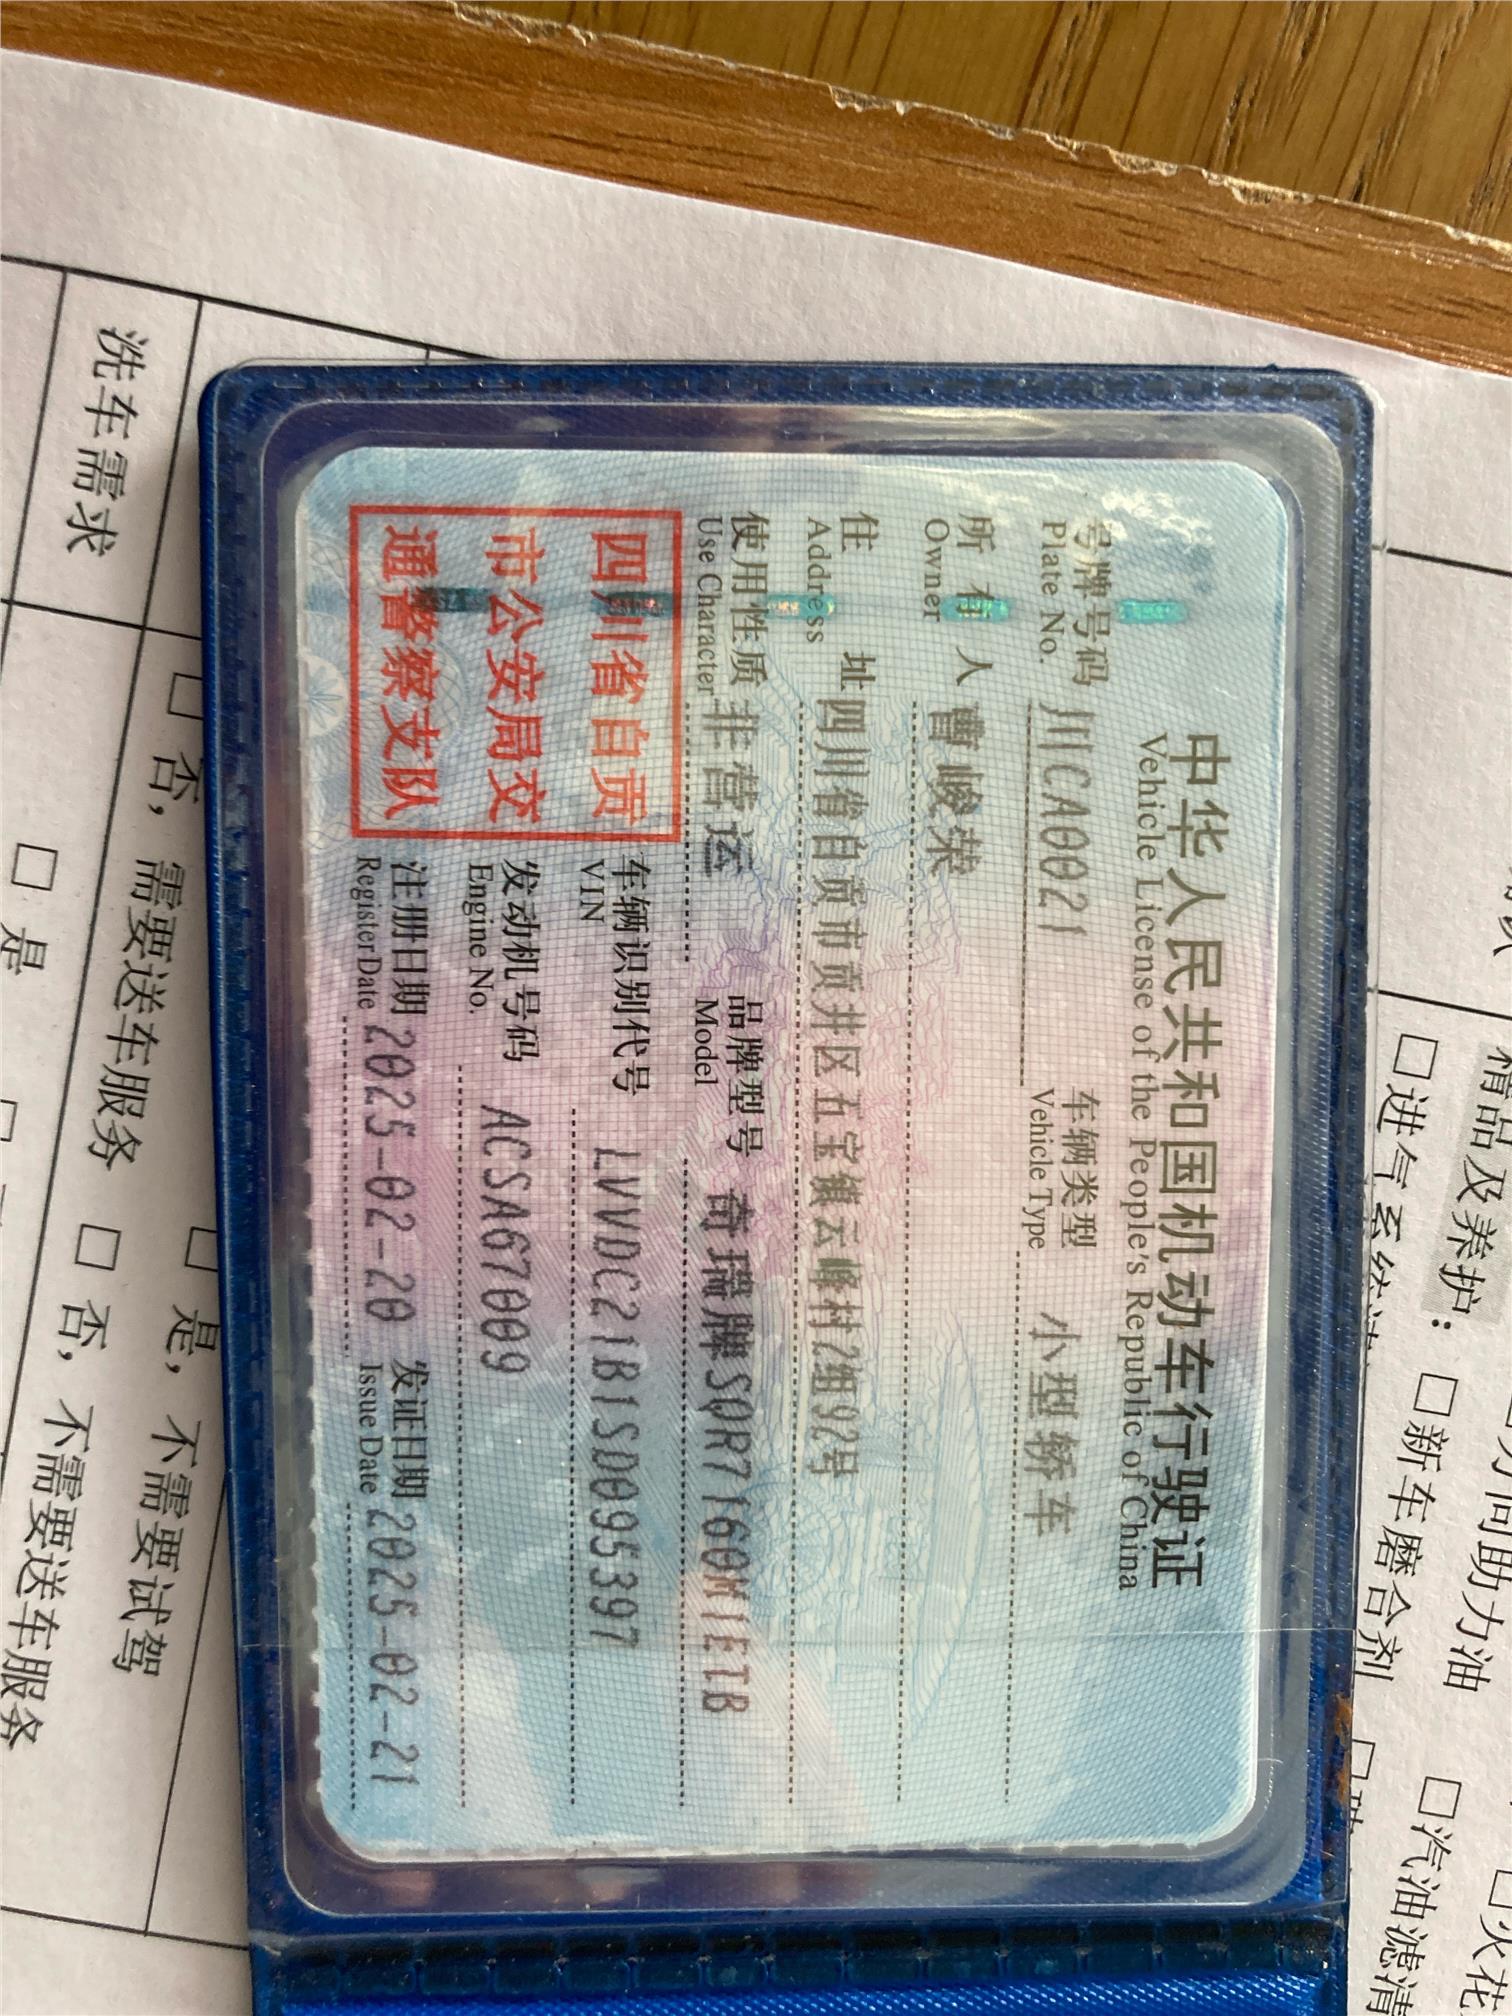 中华人民共和国机动车行驶证
Vehicle License of the People's Republic of China
号牌号码 川CA0021 车辆类型 小型轿车
Plate No. Vehicle Type
所有人 曹峻荣
Owner
住址 四川省自贡市贡井区五宝镇云峰村2组92号
Address
使用性质 非营运 品牌型号 奇瑞牌SQR7160M1ETB
Use Character Model
四川省自贡
市公安局交
通警察支队
车辆识别代号 LVVDC21B1SD095397
VIN
发动机号码 ACSA67009
Engine No.
注册日期 2025-02-20 发证日期 2025-02-21
Register Date Issue Date
精品及养护：
动向助力油
□进气系统
□新车磨合剂
□汽油滤清
□火花
洗车需求
□否，需要送车服务
□是，不需要试驾
□是
□否，不需要送车服务